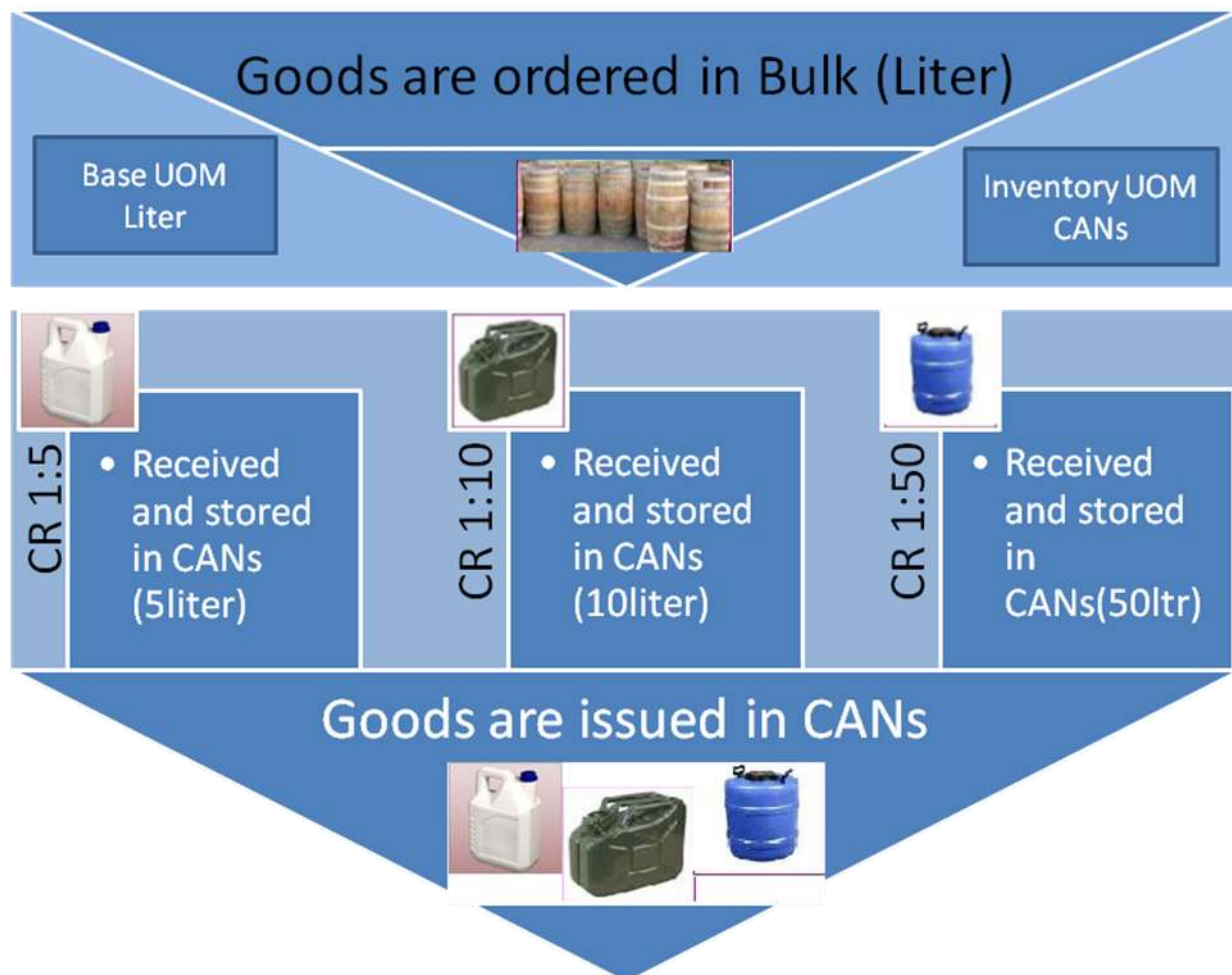 Goods are ordered in Bulk (Liter)
Base UOM
Liter
Inventory UOM
CANs
CR 1:5
• Received
and stored
in CANs
(5liter)
CR 1:10
• Received
and stored
in CANs
(10liter)
CR 1:50
• Received
and stored
in
CANs(50ltr)
Goods are issued in CANs